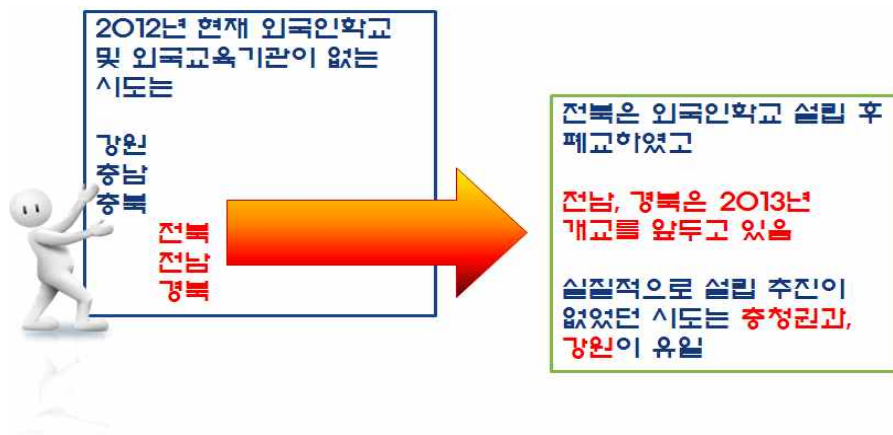 2012년 현재 외국인학교
및 외국교육기관이 없는
시도는
강원
충남
충북
전북
전남
경북
전북은 외국인학교 설립 후
폐교하였고
전남, 경북은 2013년
개교를 앞두고 있음
실질적으로 설립 추진이
없었던 시도는 충청권과,
강원이 유일